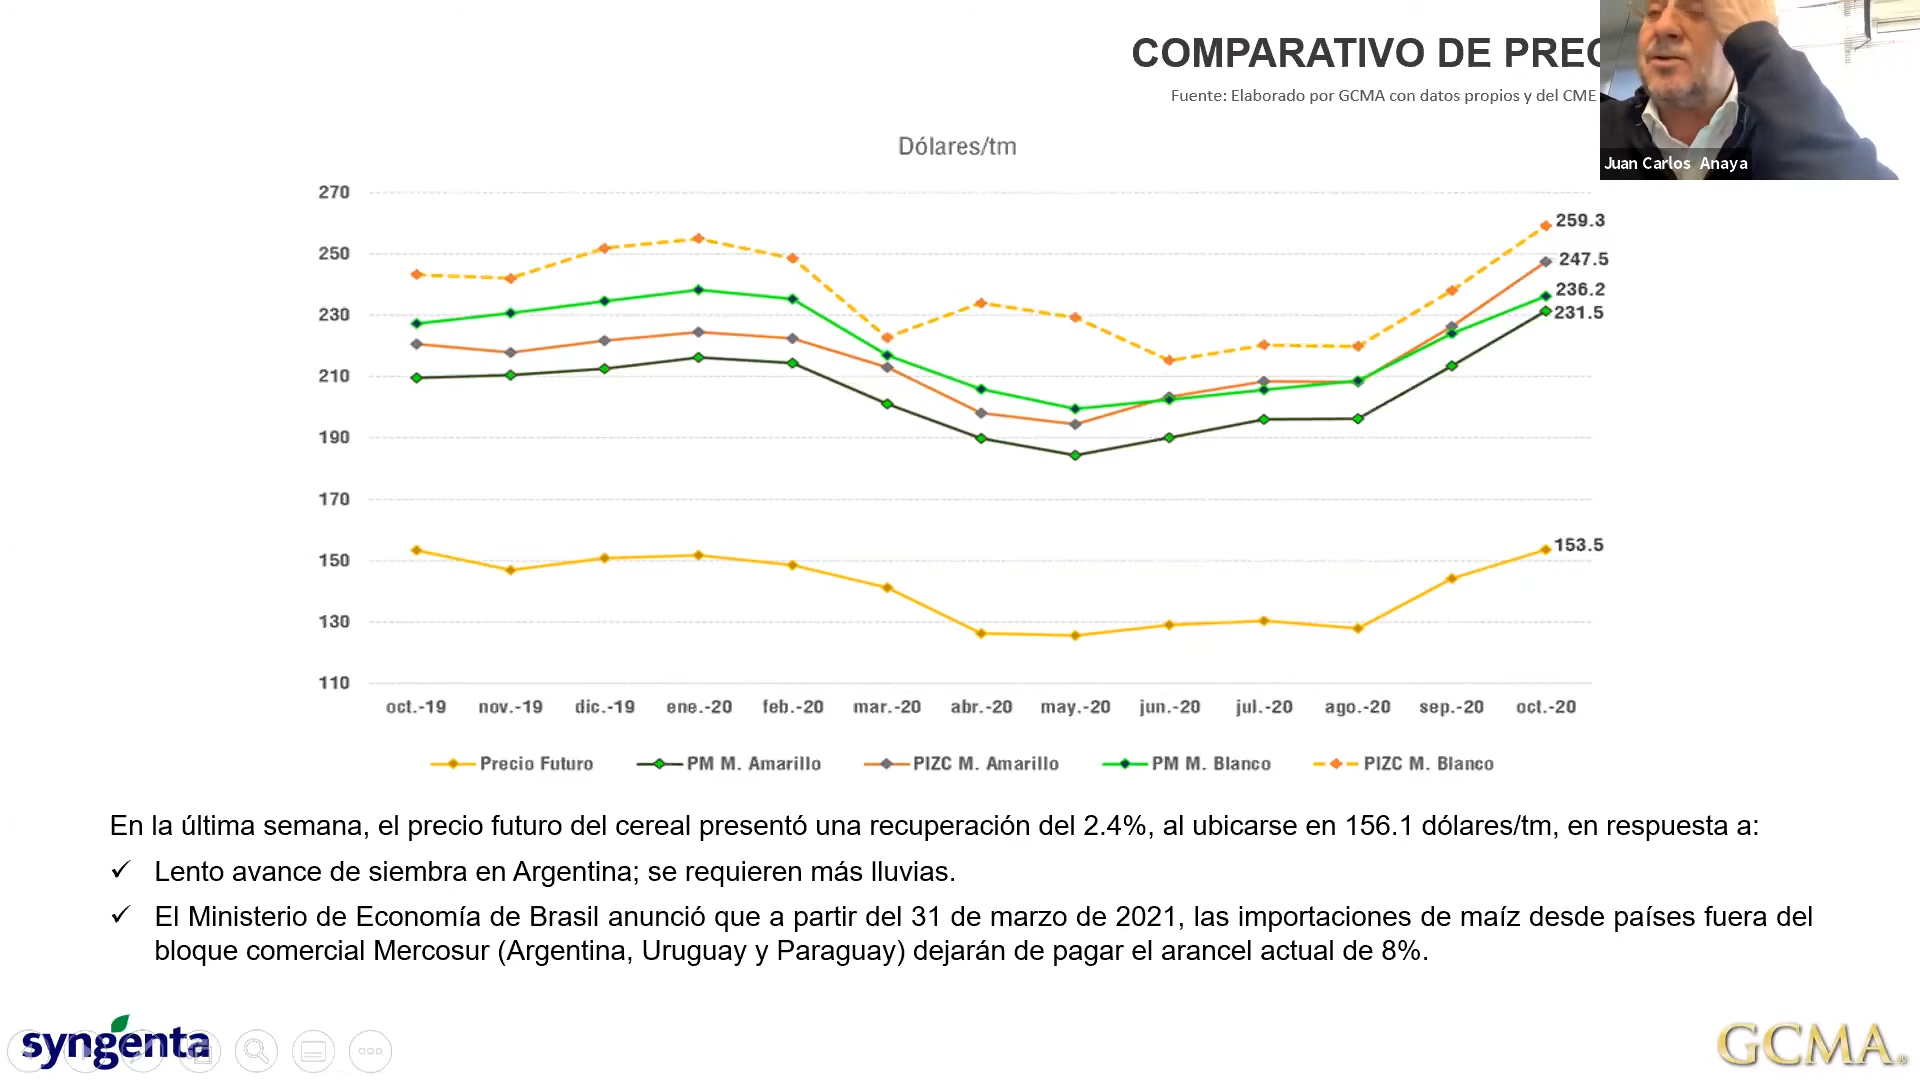 COMPARATIVO DE PREC
Fuente: Elaborado por GCMA con datos propios y del CME
Juan Carlos Anaya
Dólares/tm
270
250
230
210
190
170
150
130
110
259.3
247.5
236.2
231.5
153.5
oct.-19 nov.-19 dic.-19 ene.-20 feb.-20 mar.-20 abr.-20 may.-20 jun.-20 jul.-20 ago.-20 sep.-20 oct.-20
Precio Futuro PM M. Amarillo PIZC M. Amarillo PM M. Blanco PIZC M. Blanco
En la última semana, el precio futuro del cereal presentó una recuperación del 2.4%, al ubicarse en 156.1 dólares/tm, en respuesta a:
✓ Lento avance de siembra en Argentina; se requieren más lluvias.
✓ El Ministerio de Economía de Brasil anunció que a partir del 31 de marzo de 2021, las importaciones de maíz desde países fuera del
bloque comercial Mercosur (Argentina, Uruguay y Paraguay) dejarán de pagar el arancel actual de 8%.
syngenta
GCMA